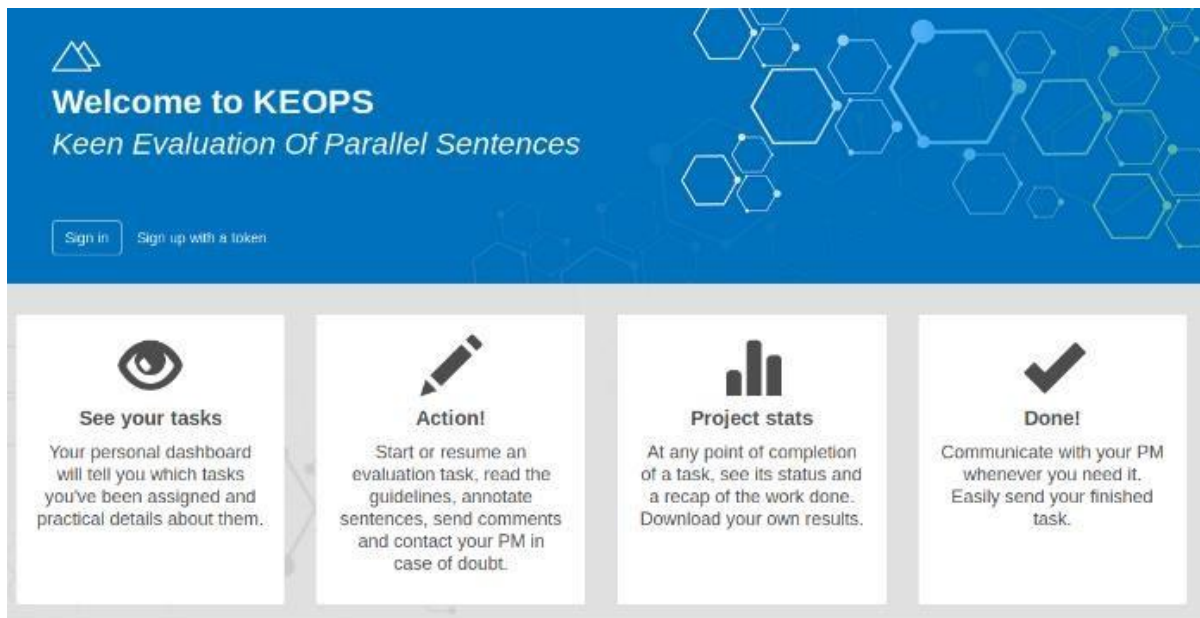 Welcome to KEOPS
Keen Evaluation Of Parallel Sentences
Sign in
Sign up with a token
See your tasks
Your personal dashboard
will tell you which tasks
you've been assigned and
practical details about them.
Action!
Start or resume an
evaluation task, read the
guidelines, annotate
sentences, send comments
and contact your PM in
case of doubt.
Project stats
At any point of completion
of a task, see its status and
a recap of the work done.
Download your own results.
Done!
Communicate with your PM
whenever you need it.
Easily send your finished
task.